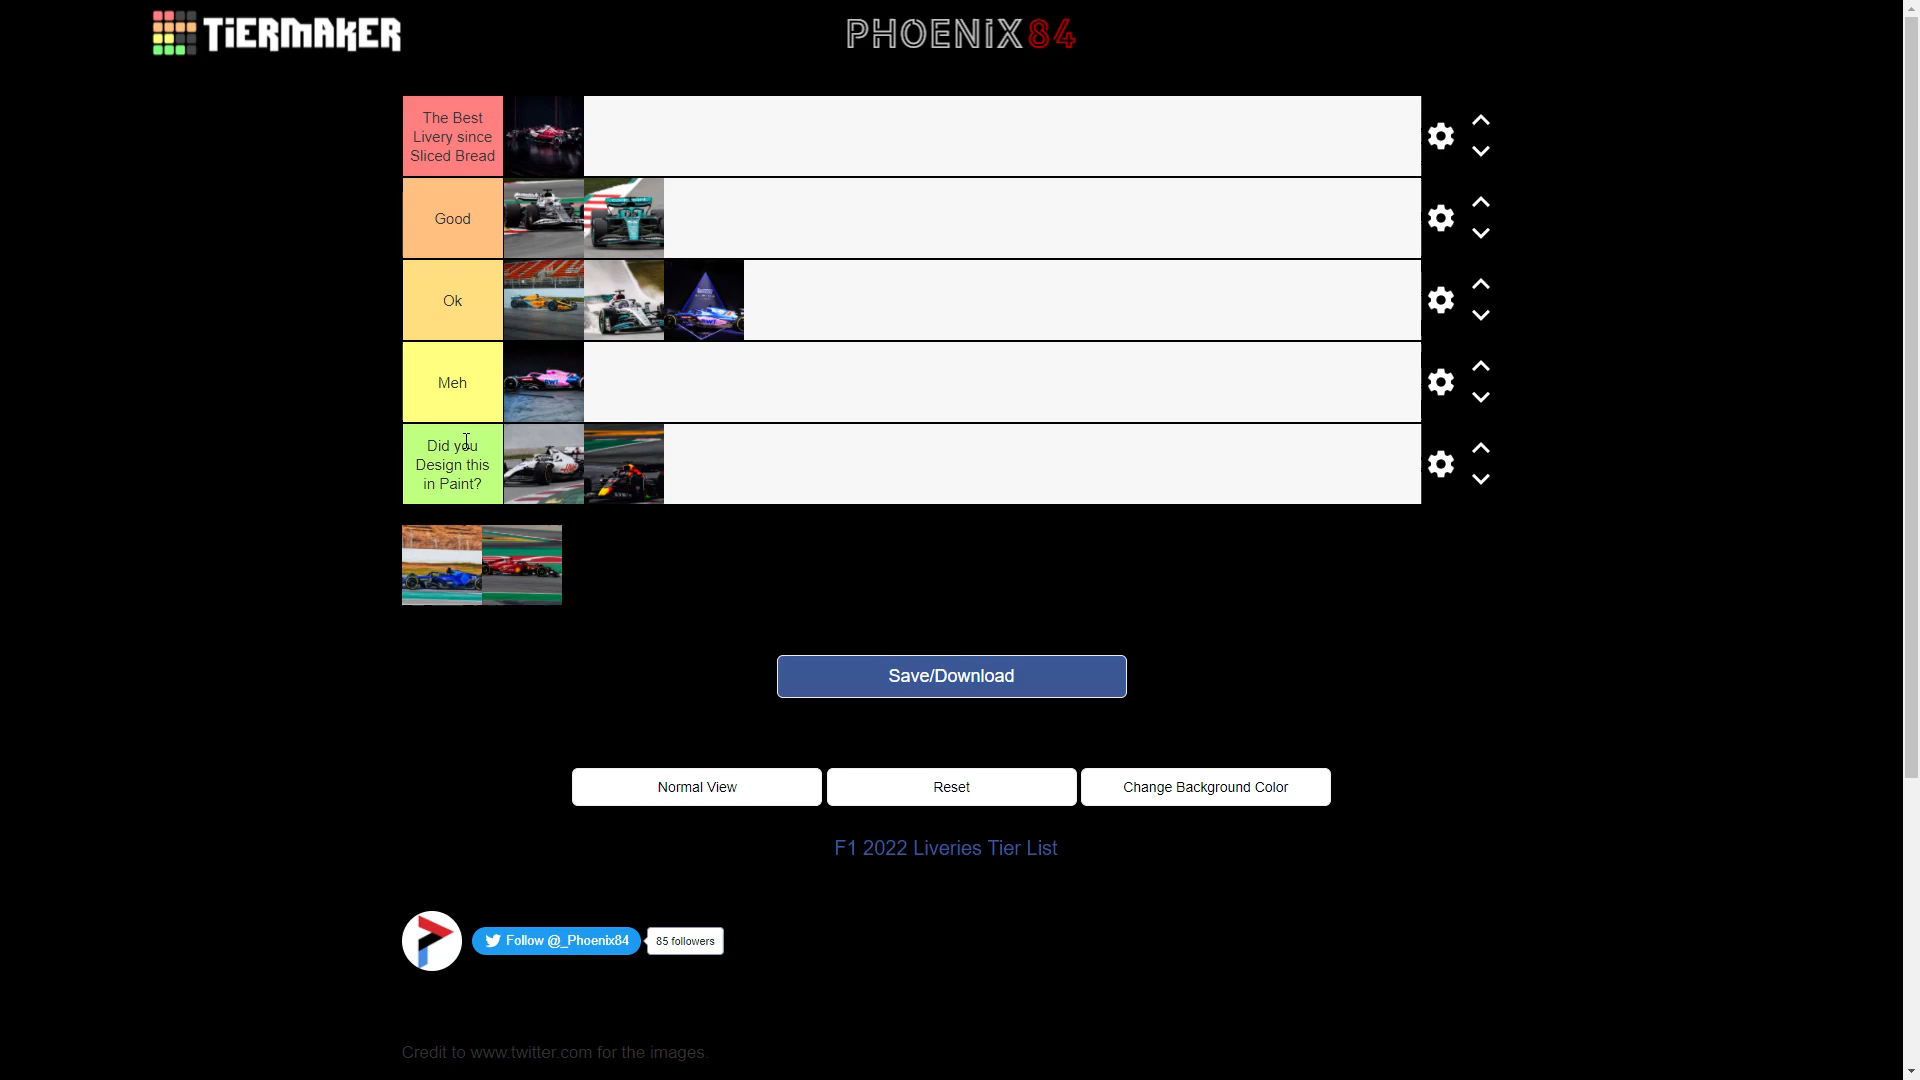 TiERMAKER
PHOENiX84
The Best
Livery since
Sliced Bread
Good
Ok
Meh
Did you
Design this
in Paint?
Save/Download
Normal View
Reset
Change Background Color
F1 2022 Liveries Tier List
Follow @_Phoenix84
85 followers
Credit to www.twitter.com for the images.